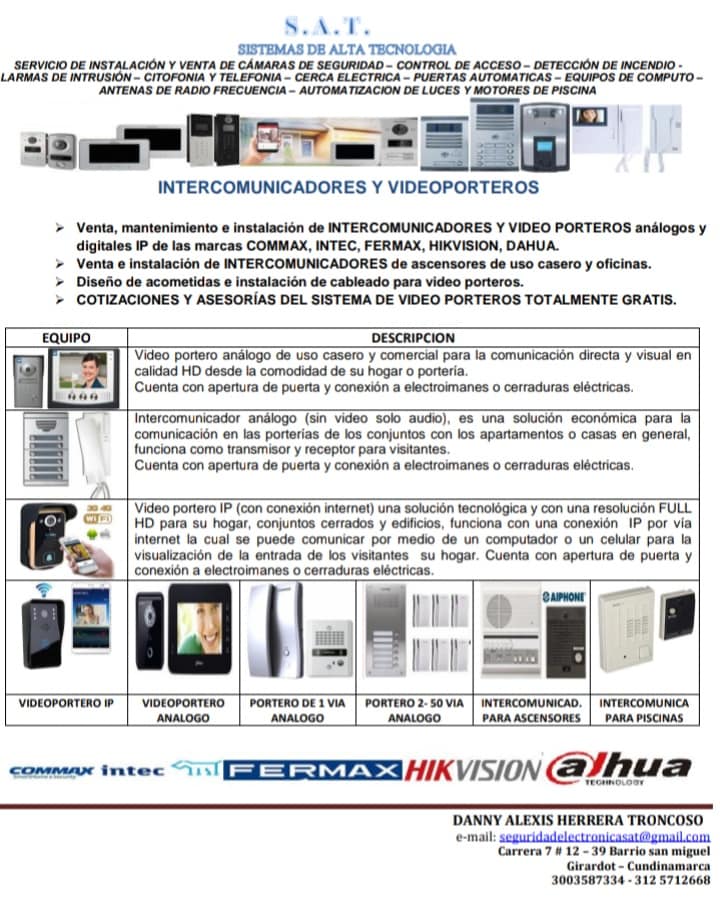 S.A.T.
SISTEMAS DE ALTA TECNOLOGIA
SERVICIO DE INSTALACIÓN Y VENTA DE CÁMARAS DE SEGURIDAD – CONTROL DE ACCESO – DETECCIÓN DE INCENDIO -
LARMAS DE INTRUSIÓN – CITOFONIA Y TELEFONIA – CERCA ELECTRICA – PUERTAS AUTOMATICAS – EQUIPOS DE COMPUTO –
ANTENAS DE RADIO FRECUENCIA – AUTOMATIZACION DE LUCES Y MOTORES DE PISCINA
INTERCOMUNICADORES Y VIDEOPORTEROS
➢ Venta, mantenimiento e instalación de INTERCOMUNICADORES Y VIDEO PORTEROS análogos y
digitales IP de las marcas COMMAX, INTEC, FERMAX, HIKVISION, DAHUA.
➢ Venta e instalación de INTERCOMUNICADORES de ascensores de uso casero y oficinas.
➢ Diseño de acometidas e instalación de cableado para video porteros.
➢ COTIZACIONES Y ASESORÍAS DEL SISTEMA DE VIDEO PORTEROS TOTALMENTE GRATIS.
EQUIPO DESCRIPCION
Video portero análogo de uso casero y comercial para la comunicación directa y visual en
calidad HD desde la comodidad de su hogar o portería.
Cuenta con apertura de puerta y conexión a electroimanes o cerraduras eléctricas.
Intercomunicador análogo (sin video solo audio), es una solución económica para la
comunicación en las porterías de los conjuntos con los apartamentos o casas en general,
funciona como transmisor y receptor para visitantes.
Cuenta con apertura de puerta y conexión a electroimanes o cerraduras eléctricas.
3G 4G
WiFi
Video portero IP (con conexión internet) una solución tecnológica y con una resolución FULL
HD para su hogar, conjuntos cerrados y edificios, funciona con una conexión IP por vía
internet la cual se puede comunicar por medio de un computador o un celular para la
visualización de la entrada de los visitantes su hogar. Cuenta con apertura de puerta y
conexión a electroimanes o cerraduras eléctricas.
AIPHONE
VIDEOPORTERO IP
VIDEOPORTERO
ANALOGO
PORTERO DE 1 VIA
ANALOGO
PORTERO 2- 50 VIA
ANALOGO
INTERCOMUNICAD.
PARA ASCENSORES
INTERCOMUNICA
PARA PISCINAS
COMMAX intec FERMAX HIKVISION alhua
TECHNOLOGY
DANNY ALEXIS HERRERA TRONCOSO
e-mail: seguridadelectronicasat@gmail.com
Carrera 7 # 12 – 39 Barrio san miguel
Girardot – Cundinamarca
3003587334 - 312 5712668